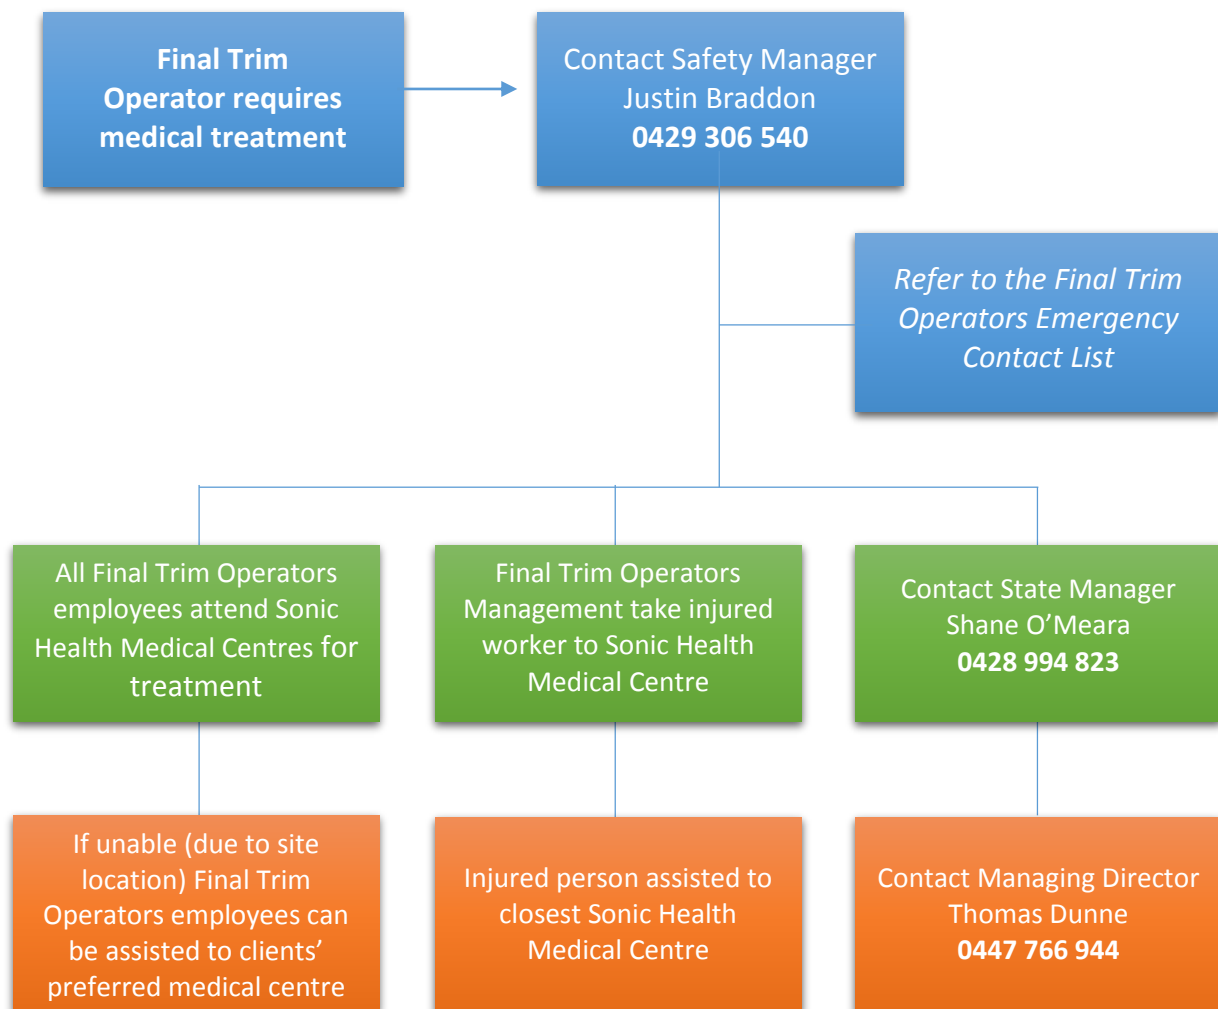 Final Trim
Operator requires
medical treatment
Contact Safety Manager
Justin Braddon
0429 306 540
Refer to the Final Trim
Operators Emergency
Contact List
All Final Trim Operators
employees attend Sonic
Health Medical Centres for
treatment
Final Trim Operators
Management take injured
worker to Sonic Health
Medical Centre
Contact State Manager
Shane O’Meara
0428 994 823
If unable (due to site
location) Final Trim
Operators employees can
be assisted to clients’
preferred medical centre
Injured person assisted to
closest Sonic Health
Medical Centre
Contact Managing Director
Thomas Dunne
0447 766 944